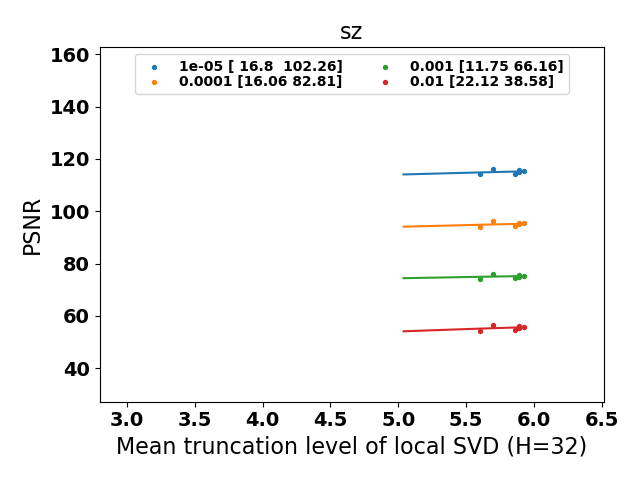 sz
160
140
120
100
80
60
40
PSNR
1e-05 [ 16.8  102.26]
0.0001 [16.06 82.81]
0.001 [11.75 66.16]
0.01 [22.12 38.58]
3.0 3.5 4.0 4.5 5.0 5.5 6.0 6.5
Mean truncation level of local SVD (H=32)